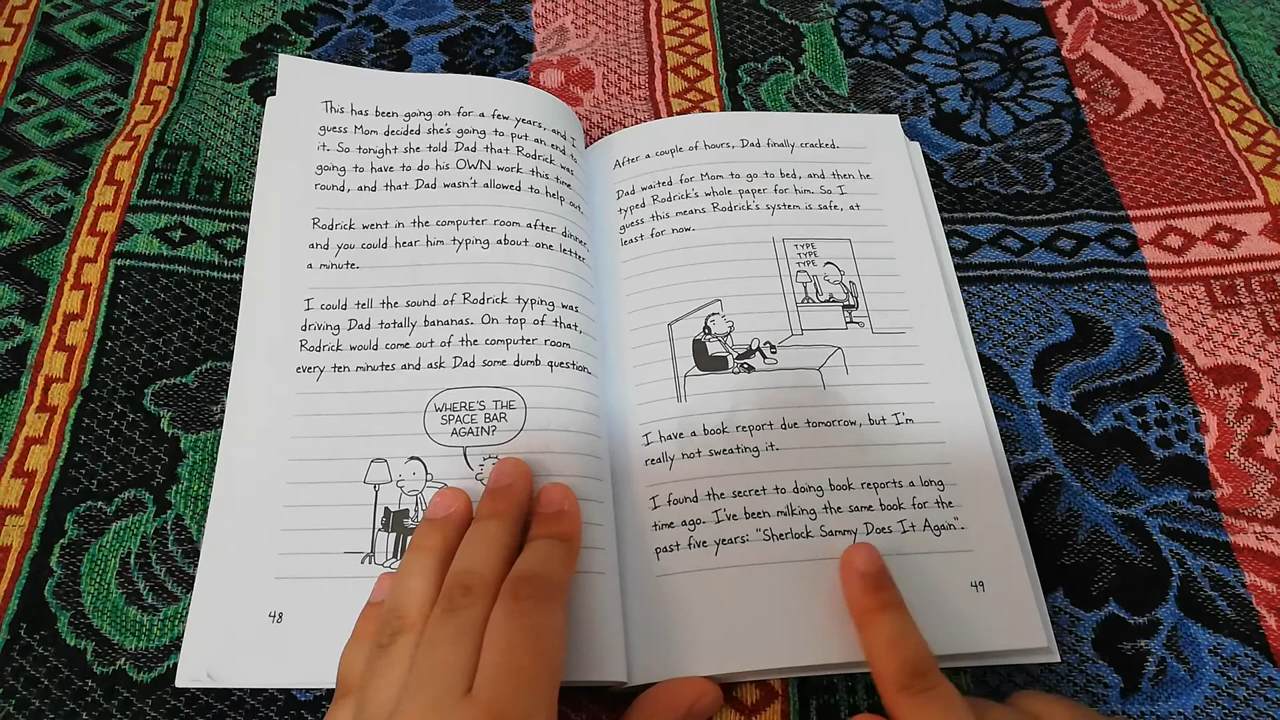 This has been going on for a few years, and I
guess Mom decided she's going to put an end to
it. So tonight she told Dad that Rodrick was
going to have to do his OWN work this time
round, and that Dad wasn't allowed to help out.
Rodrick went in the computer room after dinner,
and you could hear him typing about one letter
a minute.
I could tell the sound of Rodrick typing was
driving Dad totally bananas. On top of that,
Rodrick would come out of the computer room
every ten minutes and ask Dad some dumb question.
WHERE'S THE
SPACE BAR
AGAIN?
48
After a couple of hours, Dad finally cracked.
Dad waited for Mom to go to bed, and then he
typed Rodrick's whole paper for him. So I
guess this means Rodrick's system is safe, at
least for now.
TYPE
TYPE
TYPE
I have a book report due tomorrow, but I'm
really not sweating it.
I found the secret to doing book reports a long
time ago. I've been milking the same book for the
past five years: "Sherlock Sammy Does It Again".
49